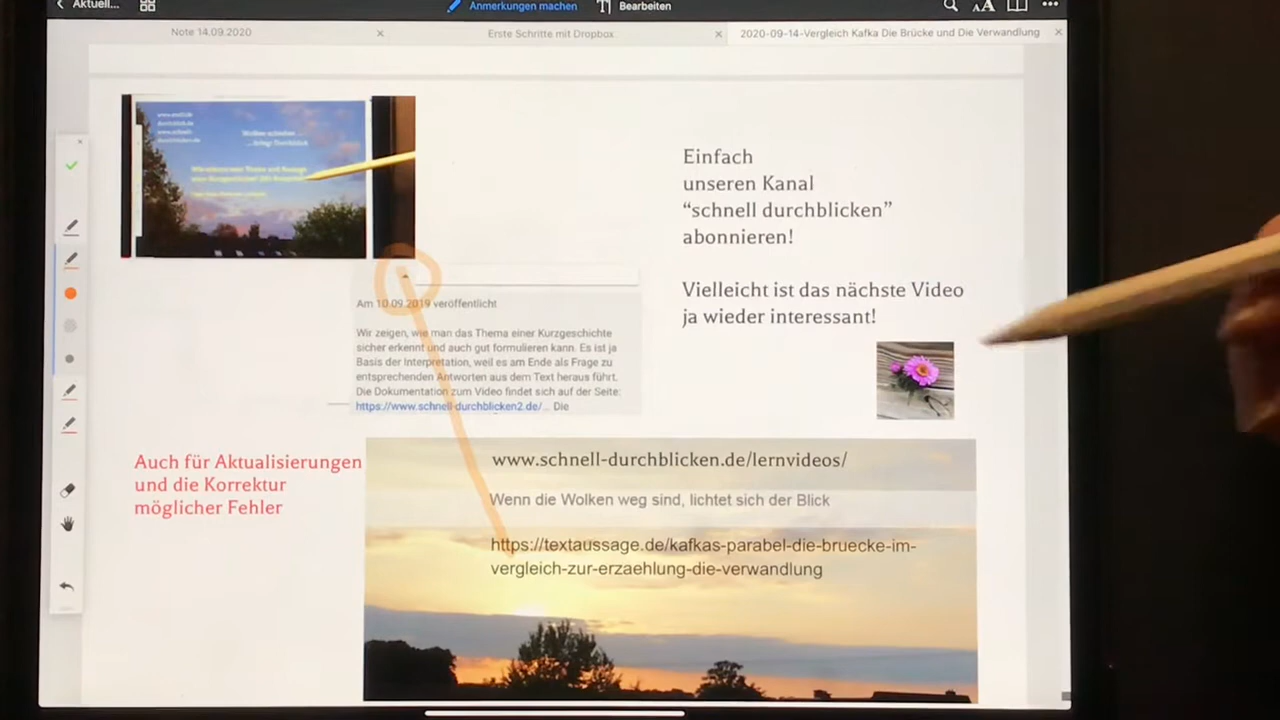 Aktuell...
Anmerkungen machen
Bearbeiten
AA
Note 14.09.2020
Erste Schritte mit Dropbox
2020-09-14-Vergleich Kafka Die Brücke und Die Verwandlung
Einfach
unseren Kanal
“schnell durchblicken”
abonnieren!
Vielleicht ist das nächste Video
ja wieder interessant!
Am 10.09.2019 veröffentlicht
Wir zeigen, wie man das Thema einer Kurzgeschichte
sicher erkennt und auch gut formulieren kann. Es ist ja
Basis der Interpretation, weil es am Ende als Frage zu
entsprechenden Antworten aus dem Text heraus führt.
Die Dokumentation zum Video findet sich auf der Seite:
https://www.schnell-durchblicken2.de/... Die
Auch für Aktualisierungen
und die Korrektur
möglicher Fehler
www.schnell-durchblicken.de/lernvideos/
Wenn die Wolken weg sind, lichtet sich der Blick
https://textaussage.de/kafkas-parabel-die-bruecke-im-
vergleich-zur-erzaehlung-die-verwandlung